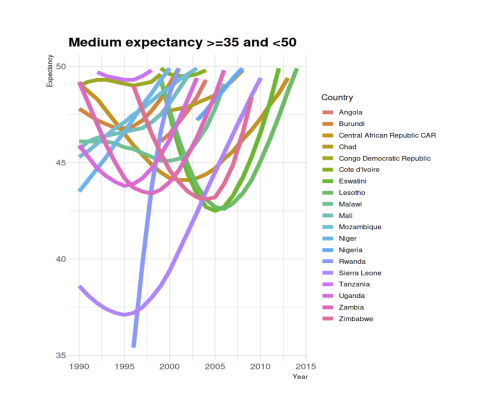 Medium expectancy >=35 and <50
Expectancy
50
45
40
35
1990
1995
2000
2005
2010
2015
Year
Country
Angola
Burundi
Central African Republic CAR
Chad
Congo Democratic Republic
Cote d'Ivoire
Eswatini
Lesotho
Malawi
Mali
Mozambique
Niger
Nigeria
Rwanda
Sierra Leone
Tanzania
Uganda
Zambia
Zimbabwe